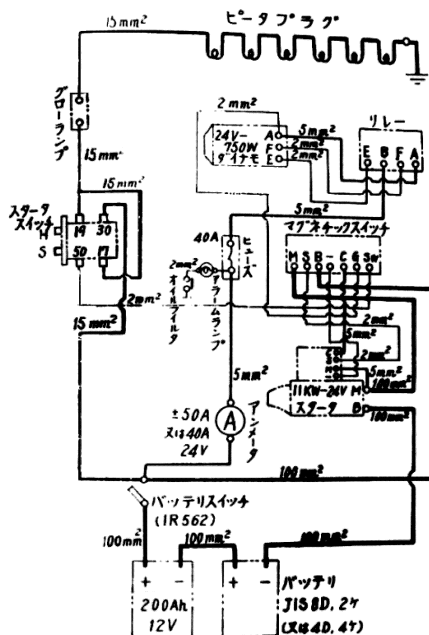 ヒータプラグ
15mm²
グローランプ
15mm²
15mm²
スタータ
スイッチ
H
S
19 30
50 17
2mm²
24V-
750W
ダイナモ
A
F
E
5mm²
2mm²
2mm²
リレー
E B F A
5mm²
マグネチックスイッチ
M S B - C G SW
40A
ヒューズ
2mm²
アラームランプ
オイルフィルタ
2mm²
15mm²
2mm²
2mm²
5mm²
100mm²
11KW-24V M
スタータ B
100mm²
5mm²
±50A
又は40A
24V
A
アンメータ
100mm²
バッテリスイッチ
(IR562)
100mm²
100mm²
100mm²
+ -
200Ah
12V
+ -
バッテリ
JIS8D, 2ケ
(又は4D, 4ケ)